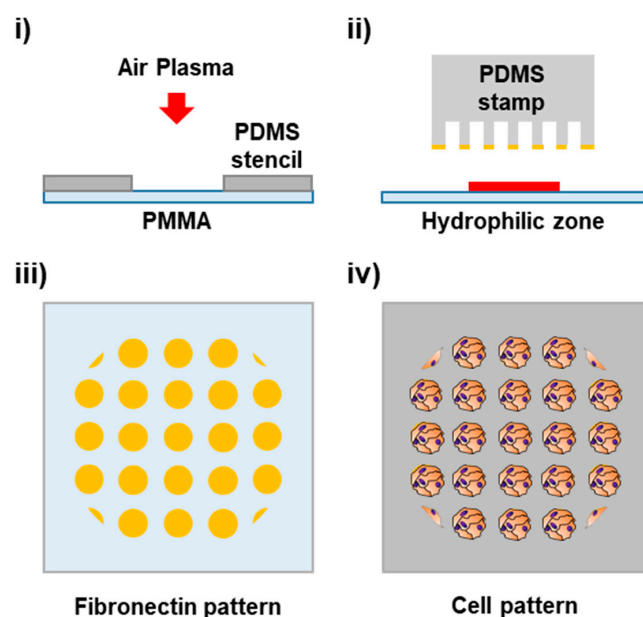 i)
Air Plasma
PDMS
stencil
PMMA
ii)
PDMS
stamp
Hydrophilic zone
iii)
Fibronectin pattern
iv)
Cell pattern